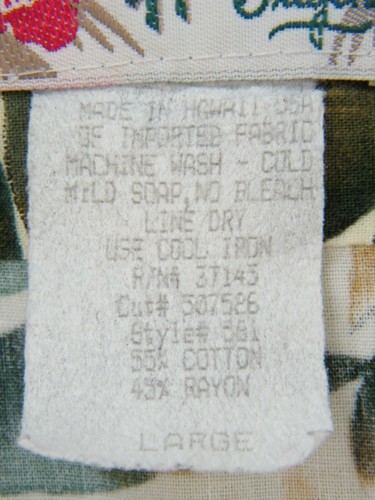 MADE IN HAWAII USA
OF IMPORTED FABRIC
MACHINE WASH - COLD
MILD SOAP, NO BLEACH
LINE DRY
USE COOL IRON
R/N# 37143
Cut# 507526
Style# 581
55% COTTON
45% RAYON
LARGE